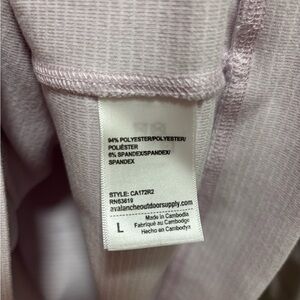 94% POLYESTER/POLYESTER/
POLIÉSTER
6% SPANDEX/SPANDEX/
SPANDEX
STYLE: CA172R2
RN63619
avalancheoutdoorsupply.com
L
Made in Cambodia
Fabriqué au Cambodge
Hecho en Camboya